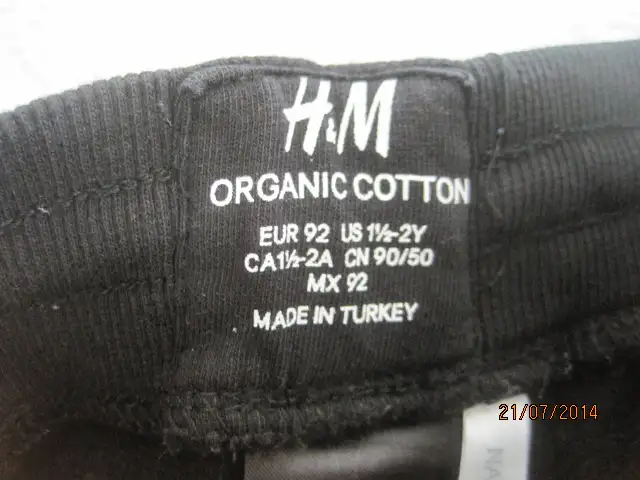 H&M
ORGANIC COTTON
EUR 92 US 1½-2Y
CA1½-2A CN 90/50
MX 92
MADE IN TURKEY
21/07/2014
NA